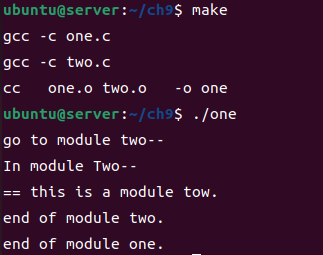 ubuntu@server:~/ch9$ make
gcc -c one.c
gcc -c two.c
cc   one.o two.o   -o one
ubuntu@server:~/ch9$ ./one
go to module two--
In module Two--
== this is a module tow.
end of module two.
end of module one.